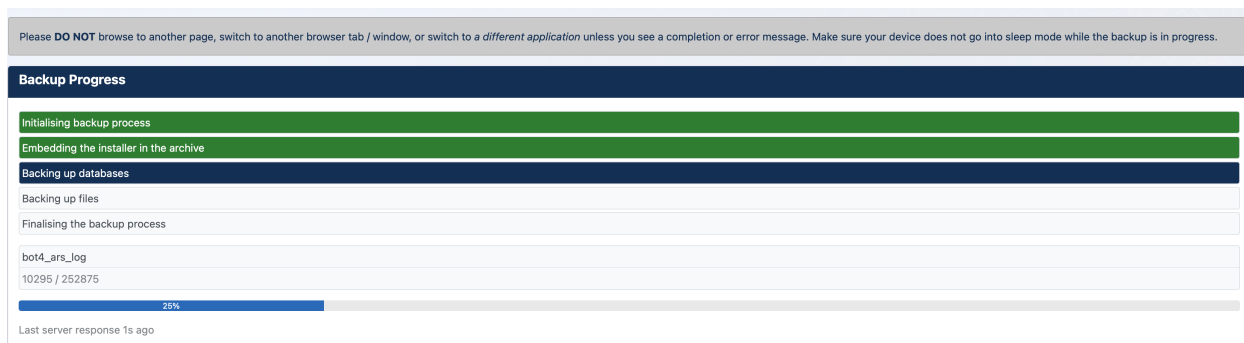 Please DO NOT browse to another page, switch to another browser tab / window, or switch to a different application unless you see a completion or error message. Make sure your device does not go into sleep mode while the backup is in progress.
Backup Progress
Initialising backup process
Embedding the installer in the archive
Backing up databases
Backing up files
Finalising the backup process
bot4_ars_log
10295 / 252875
25%
Last server response 1s ago